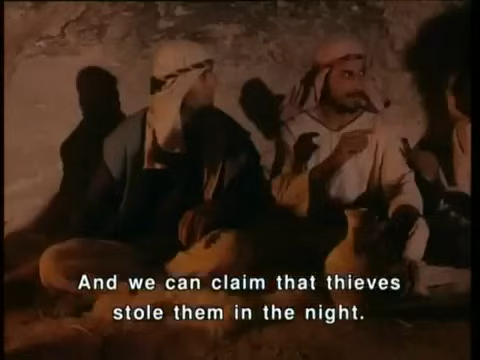 And we can claim that thieves
stole them in the night.